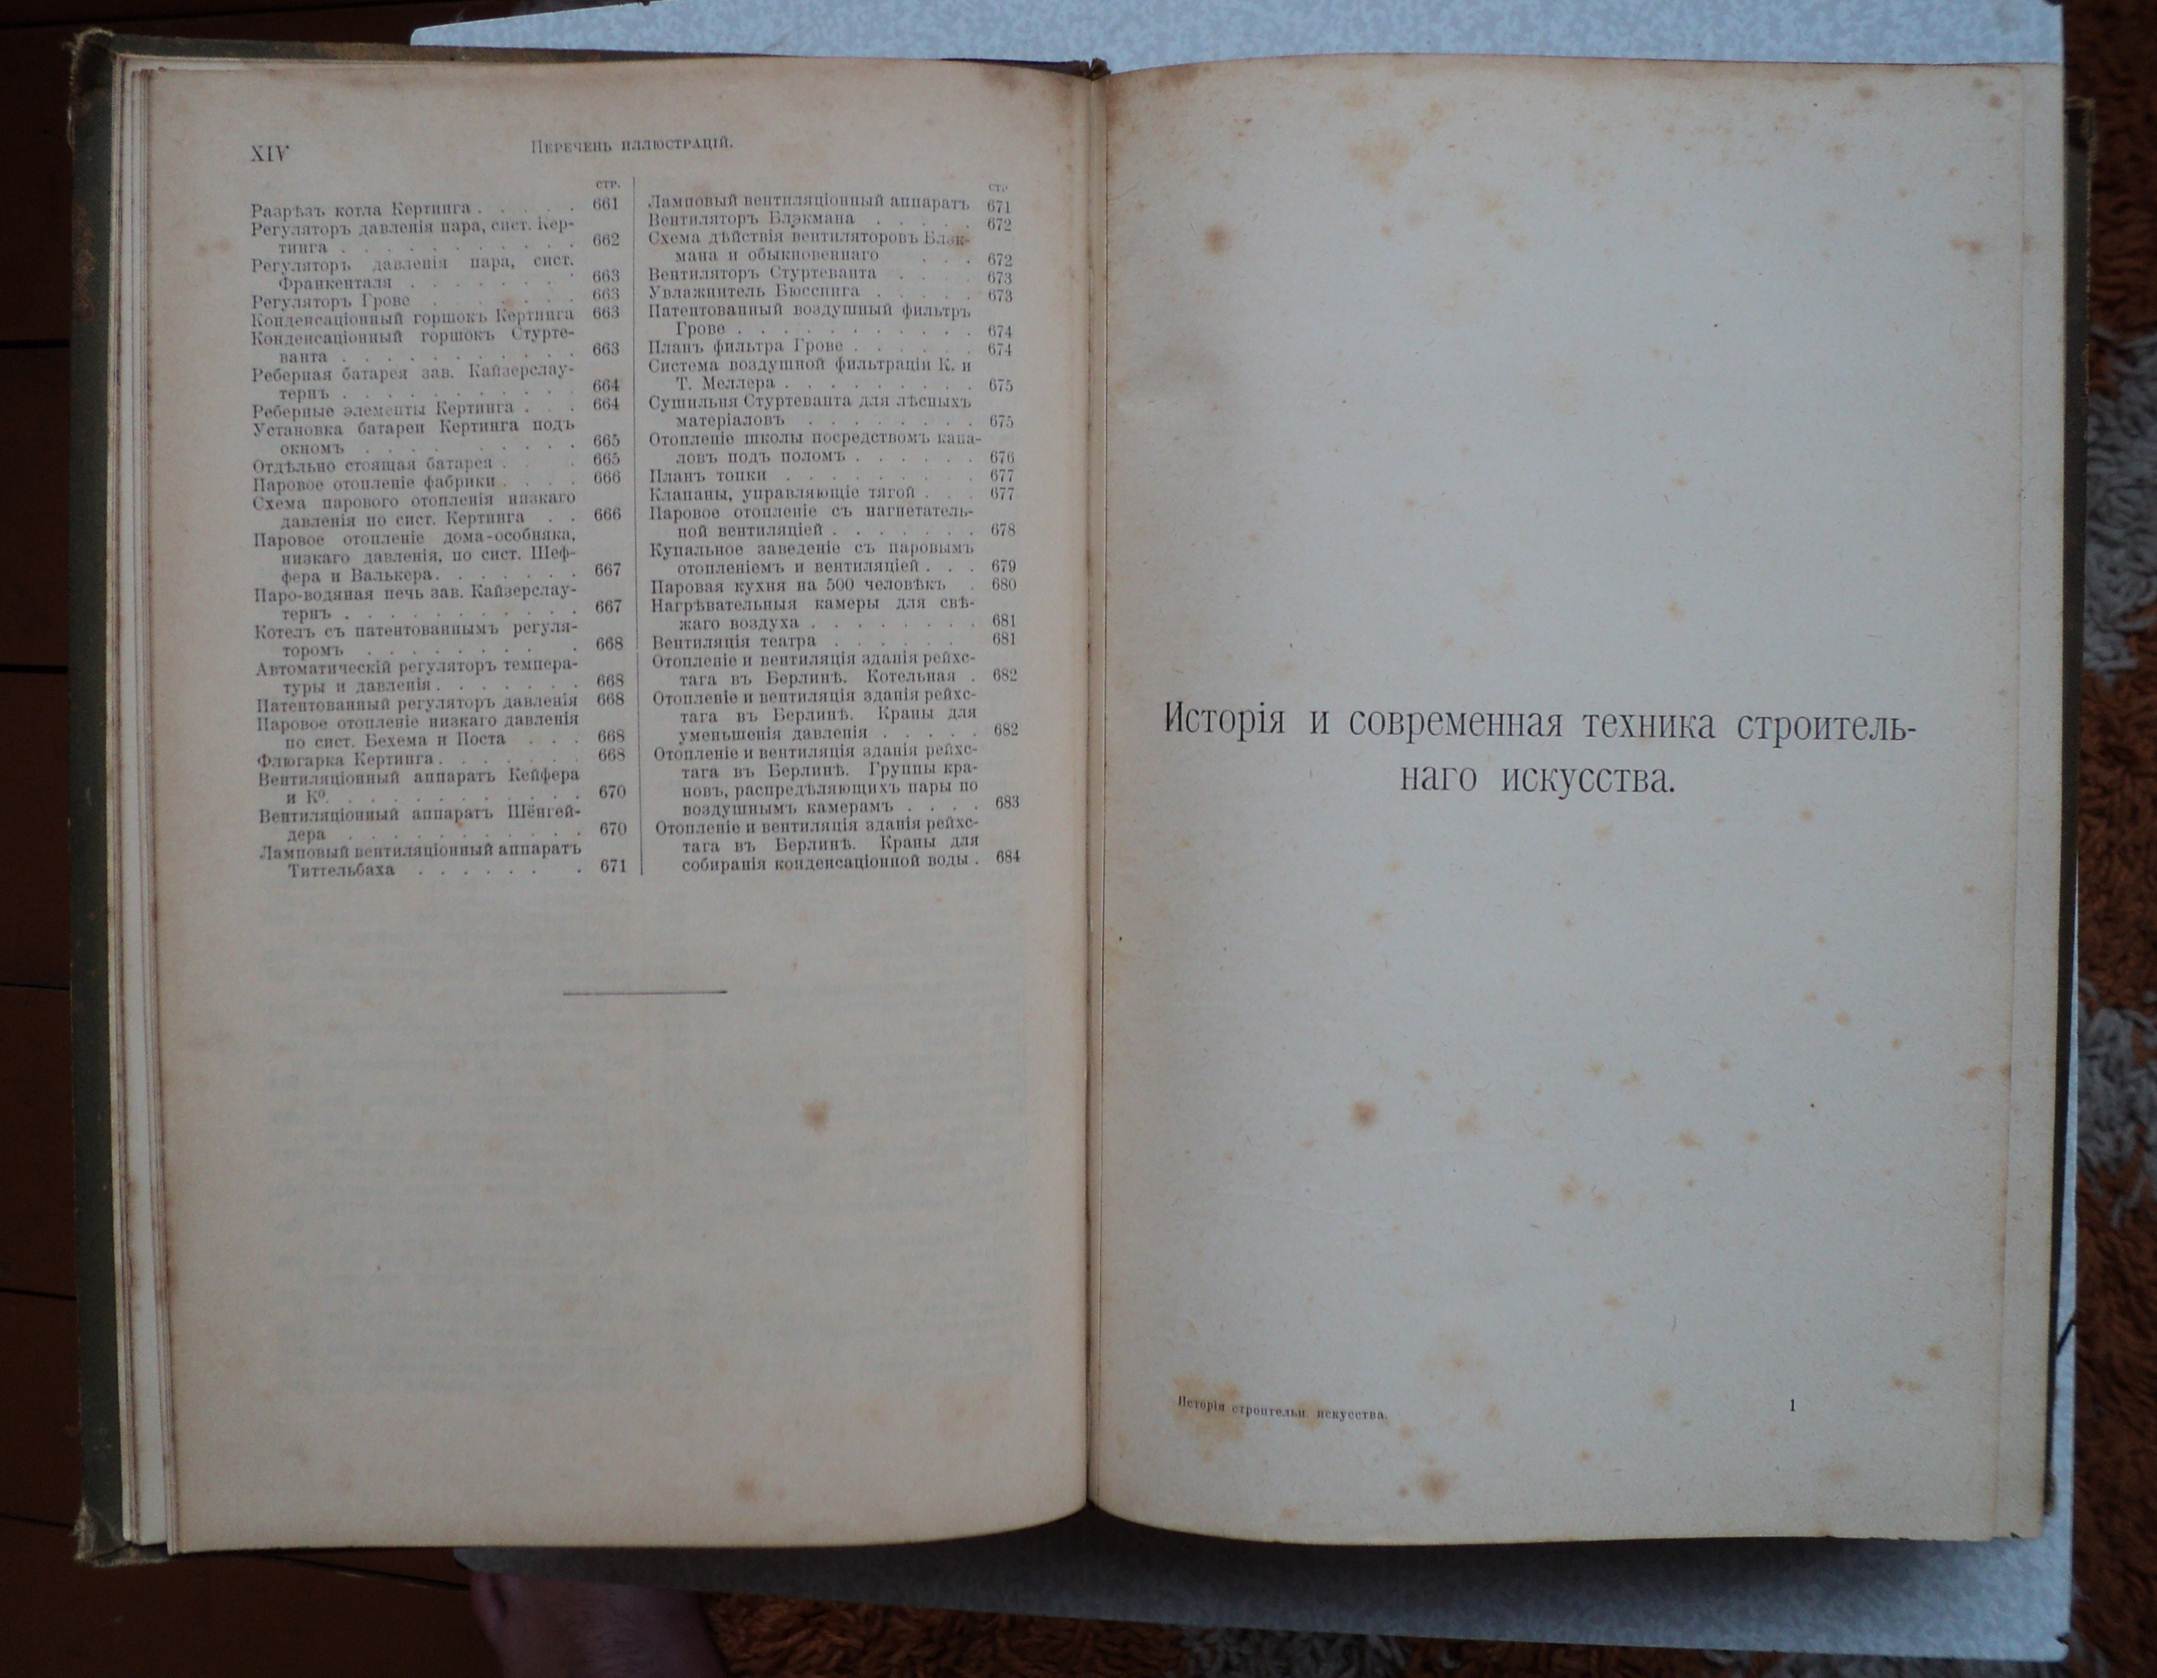 XIV
Перечень иллюстрацій.
стр.
Разрѣзъ котла Кертинга . . . . . 661
Регуляторъ давленія пара, сист. Кер-
тинга . . . . . . . . . . . 662
Регуляторъ давленія пара, сист.
Франкенталя . . . . . . . . 663
Регуляторъ Грове . . . . . . . 663
Конденсаціонный горшокъ Кертинга 663
Конденсаціонный горшокъ Стурте-
ванта . . . . . . . . . . . 663
Реберная батарея зав. Кайзерслау-
тернъ . . . . . . . . . . . 664
Реберные элементы Кертинга . . . 664
Установка батареи Кертинга подъ
окномъ . . . . . . . . . . 665
Отдѣльно стоящая батарея . . . . 665
Паровое отопленіе фабрики . . . . 666
Схема парового отопленія низкаго
давленія по сист. Кертинга . . 666
Паровое отопленіе дома-особняка,
низкаго давленія, по сист. Шеф-
фера и Валькера. . . . . . . 667
Паро-водяная печь зав. Кайзерслау-
тернъ . . . . . . . . . . . 667
Котелъ съ патентованнымъ регуля-
торомъ . . . . . . . . . . 668
Автоматическій регуляторъ темпера-
туры и давленія . . . . . . . 668
Патентованный регуляторъ давленія 668
Паровое отопленіе низкаго давленія
по сист. Бехема и Поста . . . 668
Флюгарка Кертинга . . . . . . . 668
Вентиляціонный аппаратъ Кейфера
и Ко. . . . . . . . . . . . 670
Вентиляціонный аппаратъ Шёнгей-
дера . . . . . . . . . . . 670
Ламповый вентиляціонный аппаратъ
Титтельбаха . . . . . . . 671
стр
Ламповый вентиляціонный аппаратъ 671
Вентиляторъ Блэкмана . . . . . 672
Схема дѣйствія вентиляторовъ Блэк-
мана и обыкновеннаго . . . 672
Вентиляторъ Стуртеванта . . . . 673
Увлажнитель Бюссинга . . . . . 673
Патентованный воздушный фильтръ
Грове . . . . . . . . . . . 674
Планъ фильтра Грове . . . . . . 674
Система воздушной фильтраціи К. и
Т. Меллера . . . . . . . . . 675
Сушильня Стуртеванта для лѣсныхъ
матеріаловъ . . . . . . . . 675
Отопленіе школы посредствомъ кана-
ловъ подъ поломъ . . . . . . 676
Планъ топки . . . . . . . . . 677
Клапаны, управляющіе тягой . . . 677
Паровое отопленіе съ нагнетатель-
ной вентиляціей . . . . . . . 678
Купальное заведеніе съ паровымъ
отопленіемъ и вентиляціей . . . 679
Паровая кухня на 500 человѣкъ . 680
Нагрѣвательныя камеры для свѣ-
жаго воздуха . . . . . . . . 681
Вентиляція театра . . . . . . . 681
Отопленіе и вентиляція зданія рейхс-
тага въ Берлинѣ. Котельная . 682
Отопленіе и вентиляція зданія рейхс-
тага въ Берлинѣ. Краны для
уменьшенія давленія . . . . . 682
Отопленіе и вентиляція зданія рейхс-
тага въ Берлинѣ. Группы кра-
новъ, распредѣляющихъ пары по
воздушнымъ камерамъ . . . . 683
Отопленіе и вентиляція зданія рейхс-
тага въ Берлинѣ. Краны для
собиранія конденсаціонной воды . 684
Исторія и современная техника строитель-
наго искусства.
Исторія строительн. искусства. 1